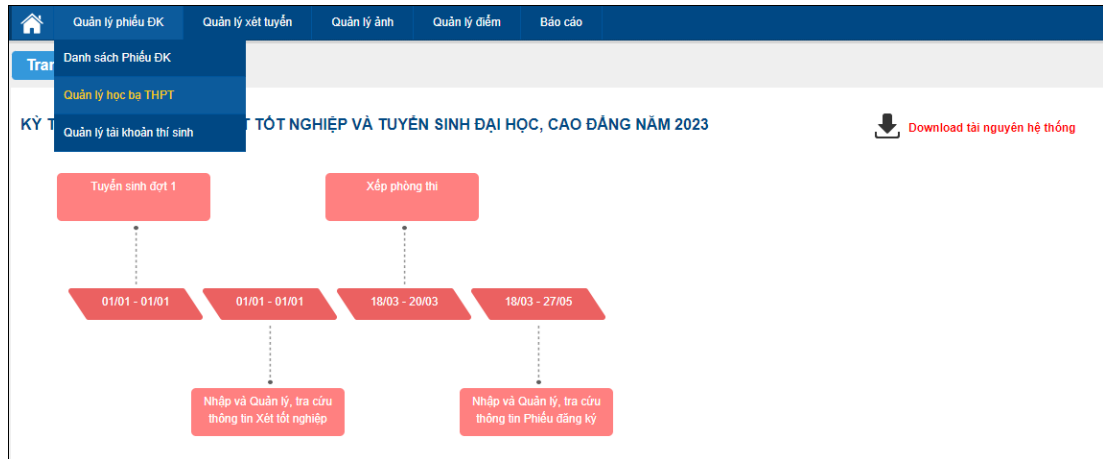 Quản lý phiếu ĐK Quản lý xét tuyển Quản lý ảnh Quản lý điểm Báo cáo
Danh sách Phiếu ĐK
Quản lý học bạ THPT
Quản lý tài khoản thí sinh
TỐT NGHIỆP VÀ TUYỂN SINH ĐẠI HỌC, CAO ĐẲNG NĂM 2023
Download tài nguyên hệ thống
Tuyển sinh đợt 1
Xếp phòng thi
01/01 - 01/01
01/01 - 01/01
18/03 - 20/03
18/03 - 27/05
Nhập và Quản lý, tra cứu
thông tin Xét tốt nghiệp
Nhập và Quản lý, tra cứu
thông tin Phiếu đăng ký